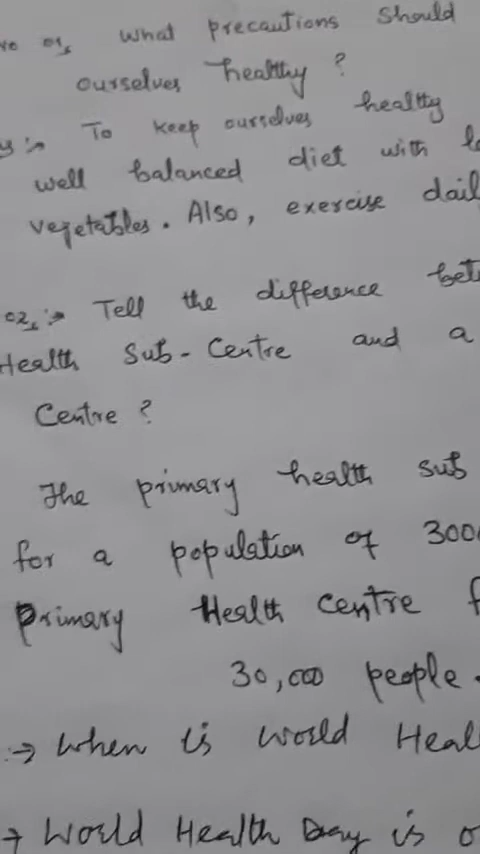 what precautions should
ourselves healthy ?
To keep ourselves healthy
well balanced diet with
vegetables. Also, exercise
Tell the difference
Health Sub-Centre and a
Centre ?
The primary health sub
for a population of
Primary Health centre
30,000 people.
→ When is World
→ World Health Day is